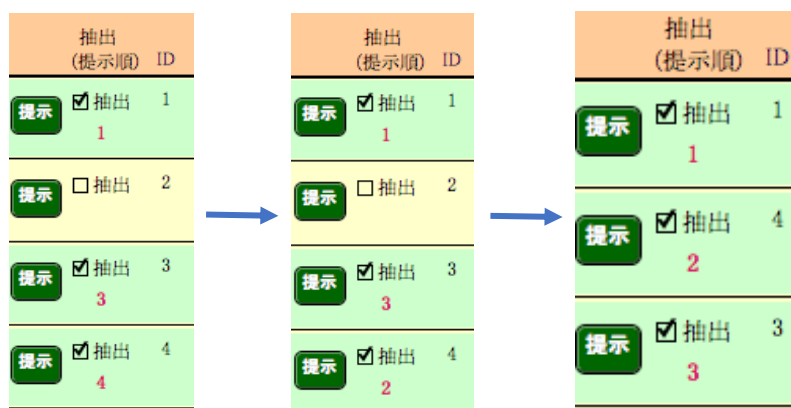 抽出
(提示順) ID
提示 抽出 1
1
提示 抽出 2
提示 抽出 3
3
提示 抽出 4
4
抽出
(提示順) ID
提示 抽出 1
1
提示 抽出 2
提示 抽出 3
3
提示 抽出 4
2
抽出
(提示順) ID
提示 抽出 1
1
提示 抽出 4
2
提示 抽出 3
3